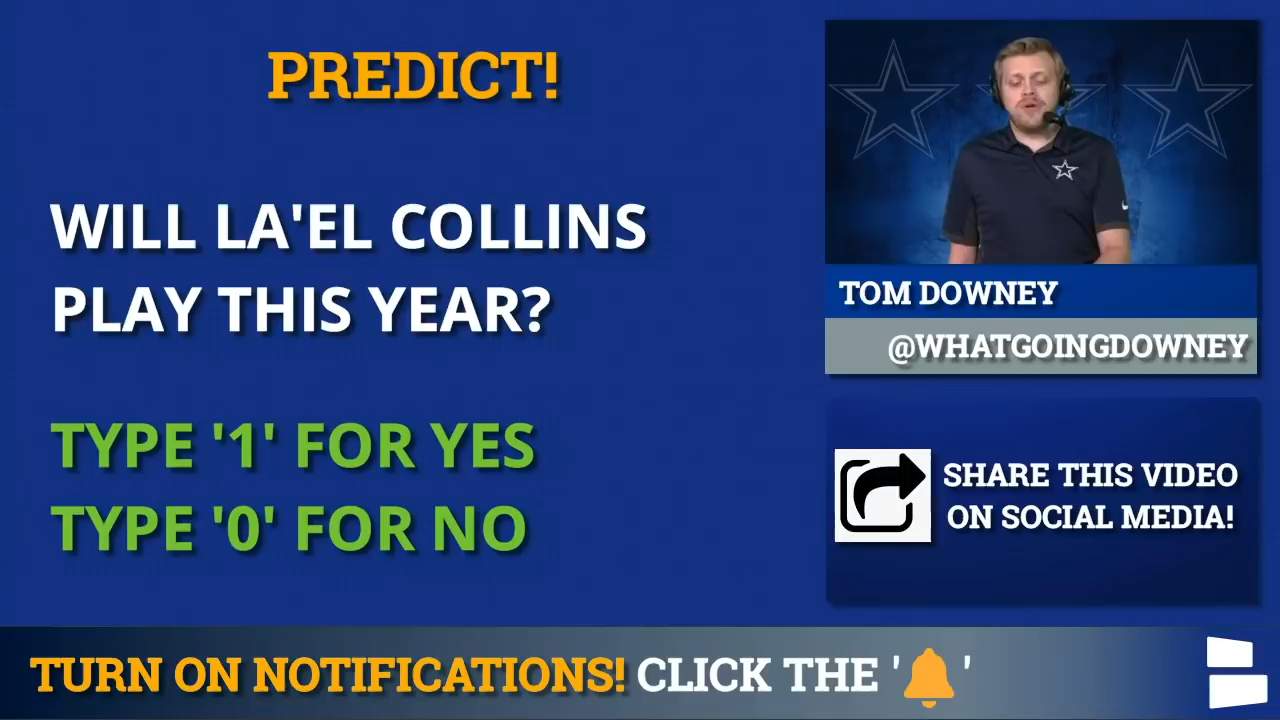 PREDICT!
WILL LA'EL COLLINS
PLAY THIS YEAR?
TYPE '1' FOR YES
TYPE '0' FOR NO
TOM DOWNEY
@WHATGOINGDOWNEY
SHARE THIS VIDEO
ON SOCIAL MEDIA!
TURN ON NOTIFICATIONS! CLICK THE ' '